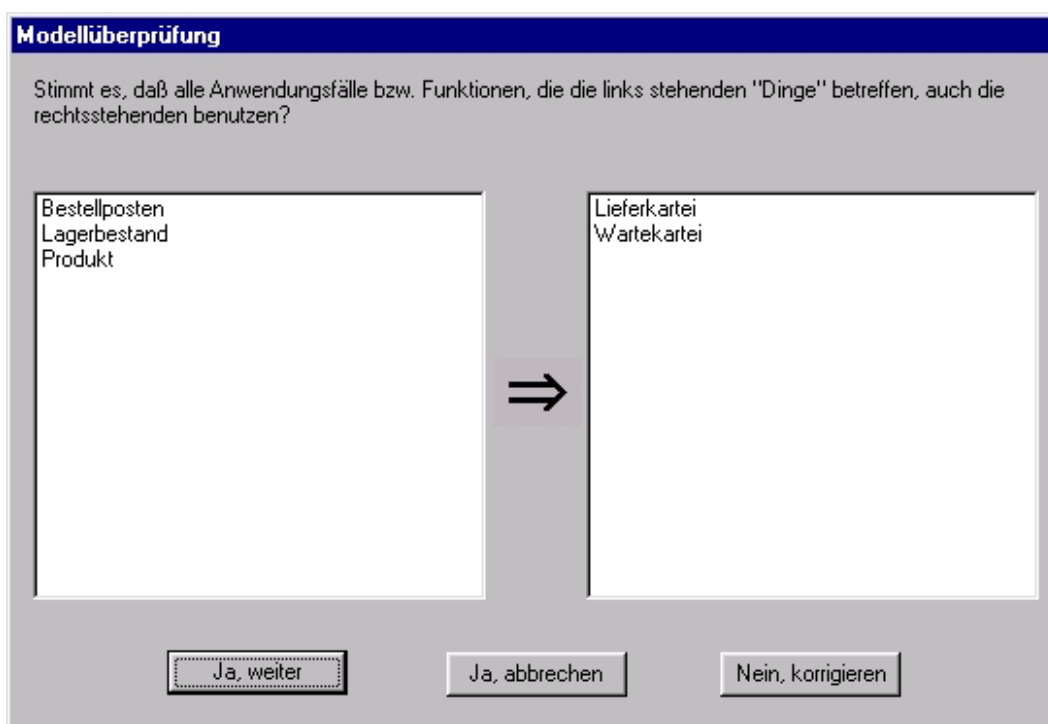 Modellüberprüfung
Stimmt es, daß alle Anwendungsfälle bzw. Funktionen, die die links stehenden "Dinge" betreffen, auch die
rechtsstehenden benutzen?
Bestellposten
Lagerbestand
Produkt
⇒
Lieferkartei
Wartekartei
Ja, weiter
Ja, abbrechen
Nein, korrigieren